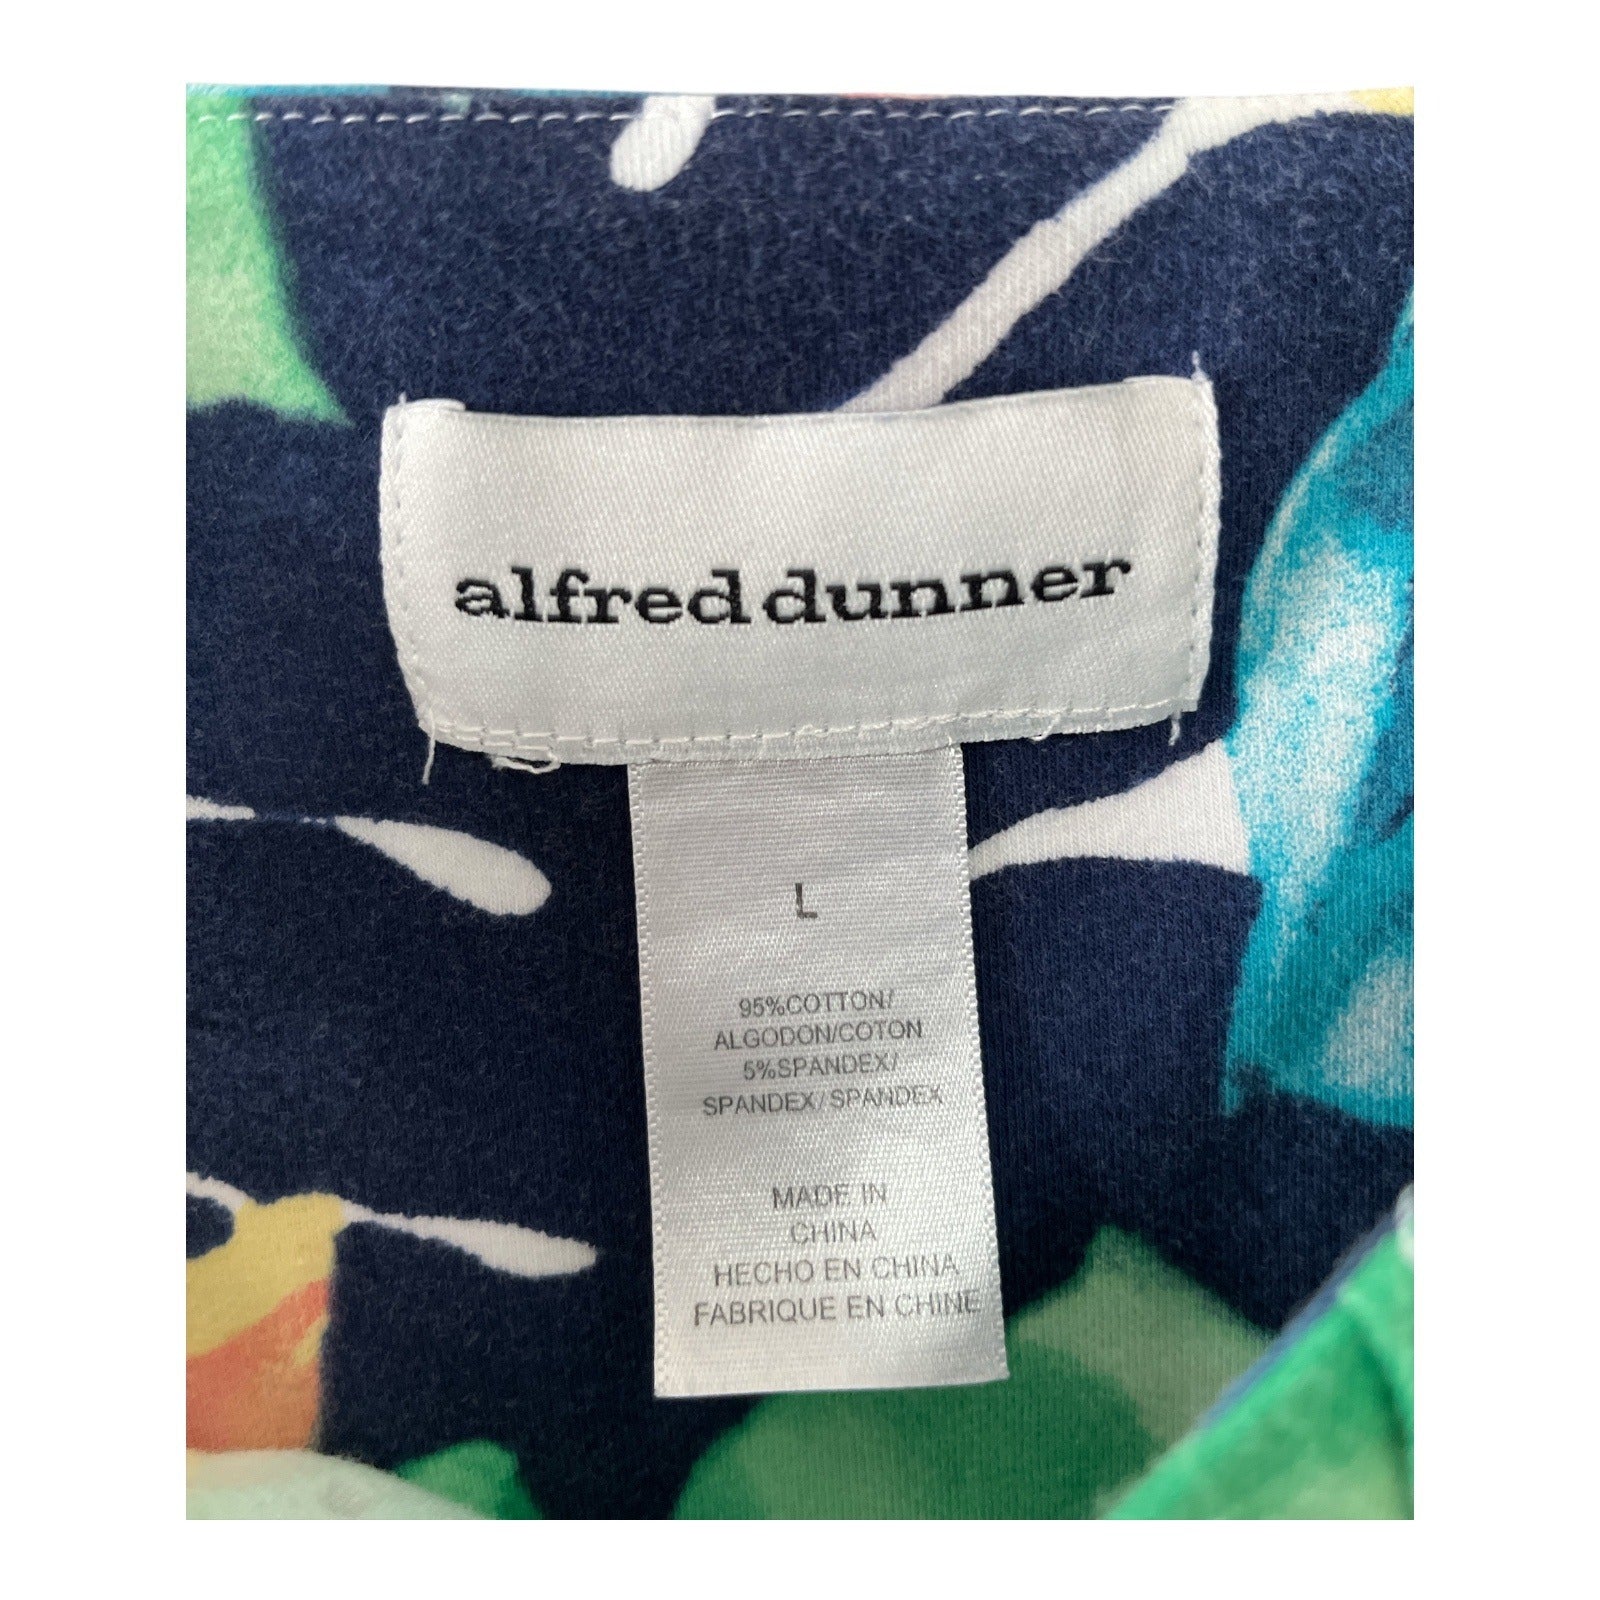 alfred dunner
L
95%COTTON/
ALGODON/COTON
5%SPANDEX/
SPANDEX/SPANDEX
MADE IN
CHINA
HECHO EN CHINA
FABRIQUE EN CHINE